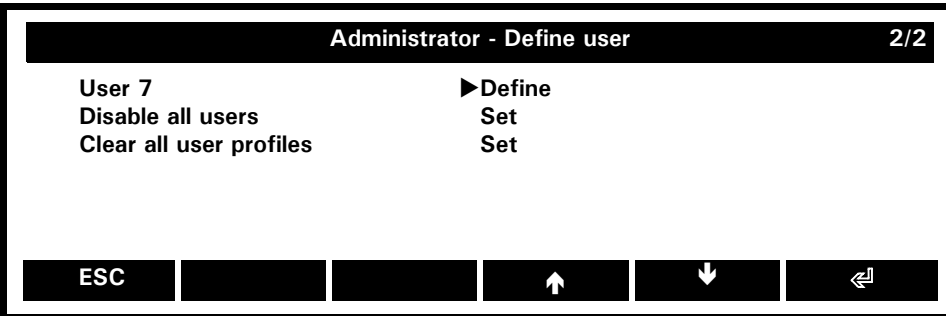 Administrator - Define user 2/2
User 7 ▶Define
Disable all users Set
Clear all user profiles Set
ESC